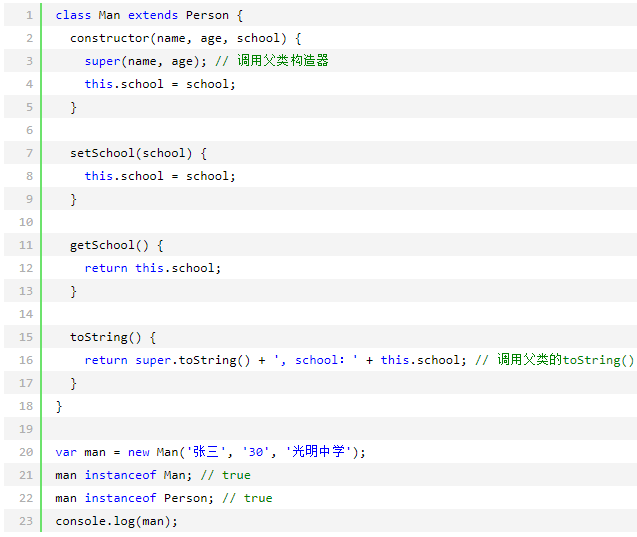 1 class Man extends Person {
2 constructor(name, age, school) {
3 super(name, age); // 调用父类构造器
4 this.school = school;
5 }
6
7 setSchool(school) {
8 this.school = school;
9 }
10
11 getSchool() {
12 return this.school;
13 }
14
15 toString() {
16 return super.toString() + ', school：' + this.school; // 调用父类的toString()
17 }
18 }
19
20 var man = new Man('张三', '30', '光明中学');
21 man instanceof Man; // true
22 man instanceof Person; // true
23 console.log(man);